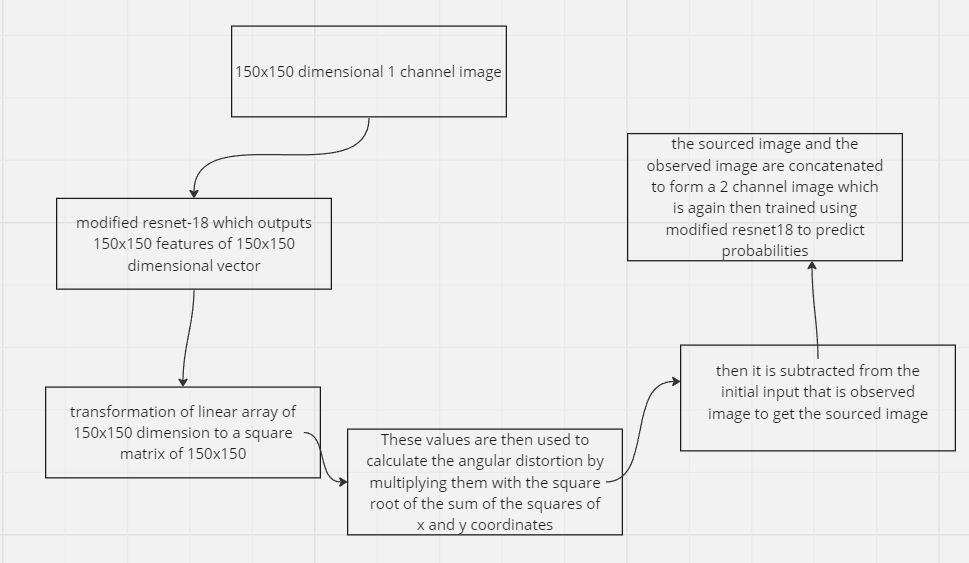 150x150 dimensional 1 channel image
modified resnet-18 which outputs
150x150 features of 150x150
dimensional vector
transformation of linear array of
150x150 dimension to a square
matrix of 150x150
These values are then used to
calculate the angular distortion by
multiplying them with the square
root of the sum of the squares of
x and y coordinates
then it is subtracted from the
initial input that is observed
image to get the sourced image
the sourced image and the
observed image are concatenated
to form a 2 channel image which
is again then trained using
modified resnet18 to predict
probabilities